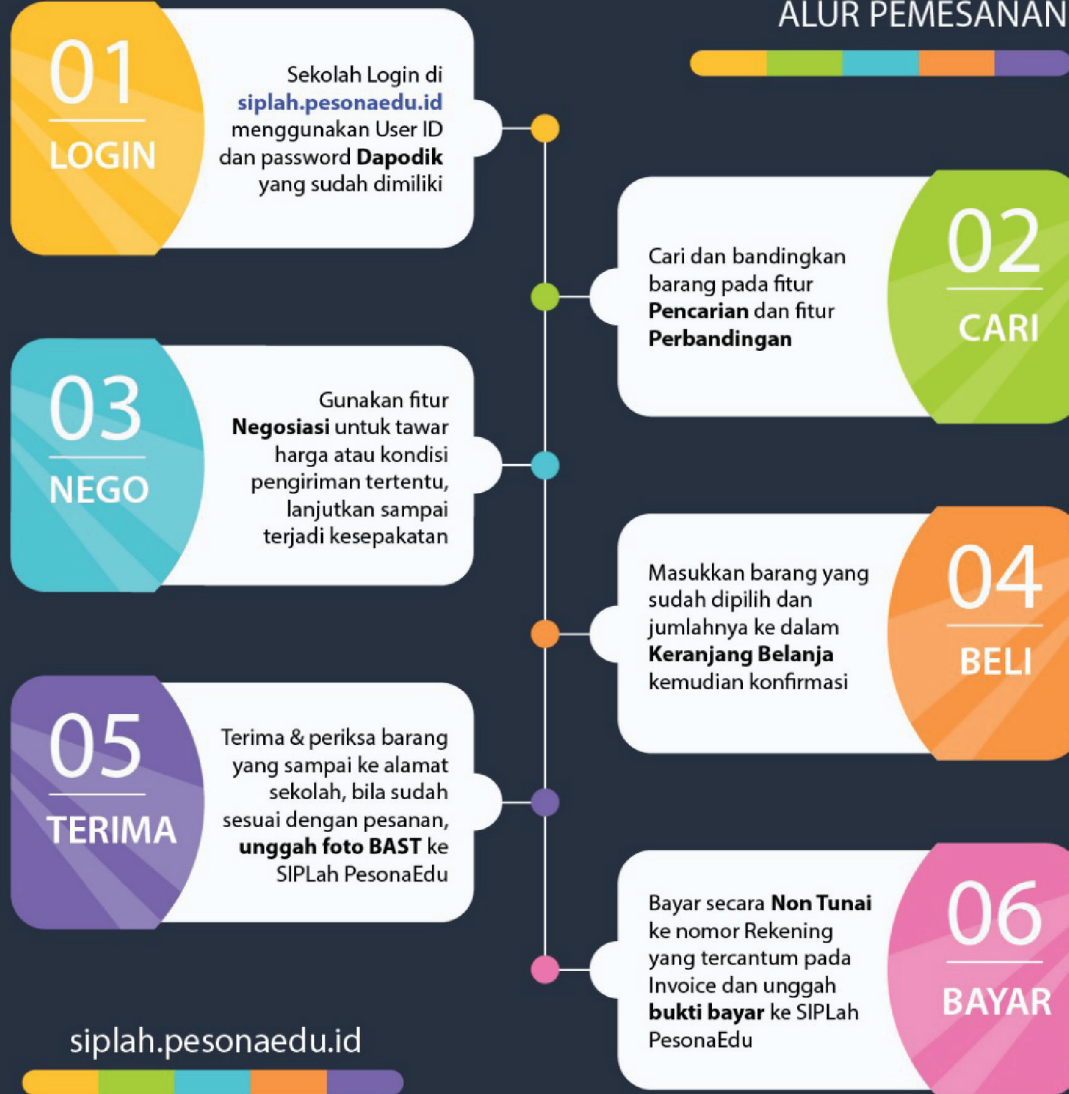 ALUR PEMESANAN
01
LOGIN
Sekolah Login di
siplah.pesonaedu.id
menggunakan User ID
dan password Dapodik
yang sudah dimiliki
02
CARI
Cari dan bandingkan
barang pada fitur
Pencarian dan fitur
Perbandingan
03
NEGO
Gunakan fitur
Negosiasi untuk tawar
harga atau kondisi
pengiriman tertentu,
lanjutkan sampai
terjadi kesepakatan
04
BELI
Masukkan barang yang
sudah dipilih dan
jumlahnya ke dalam
Keranjang Belanja
kemudian konfirmasi
05
TERIMA
Terima & periksa barang
yang sampai ke alamat
sekolah, bila sudah
sesuai dengan pesanan,
unggah foto BAST ke
SIPLah PesonaEdu
06
BAYAR
Bayar secara Non Tunai
ke nomor Rekening
yang tercantum pada
Invoice dan unggah
bukti bayar ke SIPLah
PesonaEdu
siplah.pesonaedu.id